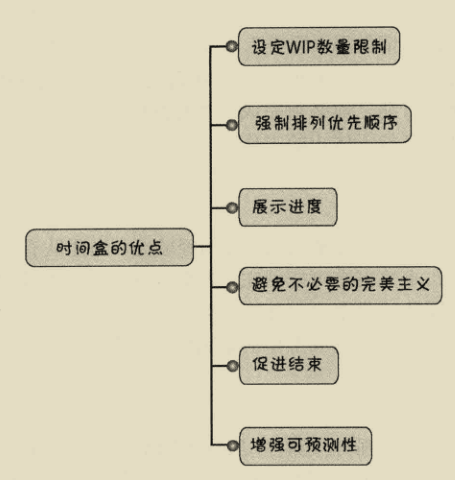 设定WIP数量限制
强制排列优先顺序
展示进度
时间盒的优点
避免不必要的完美主义
促进结束
增强可预测性